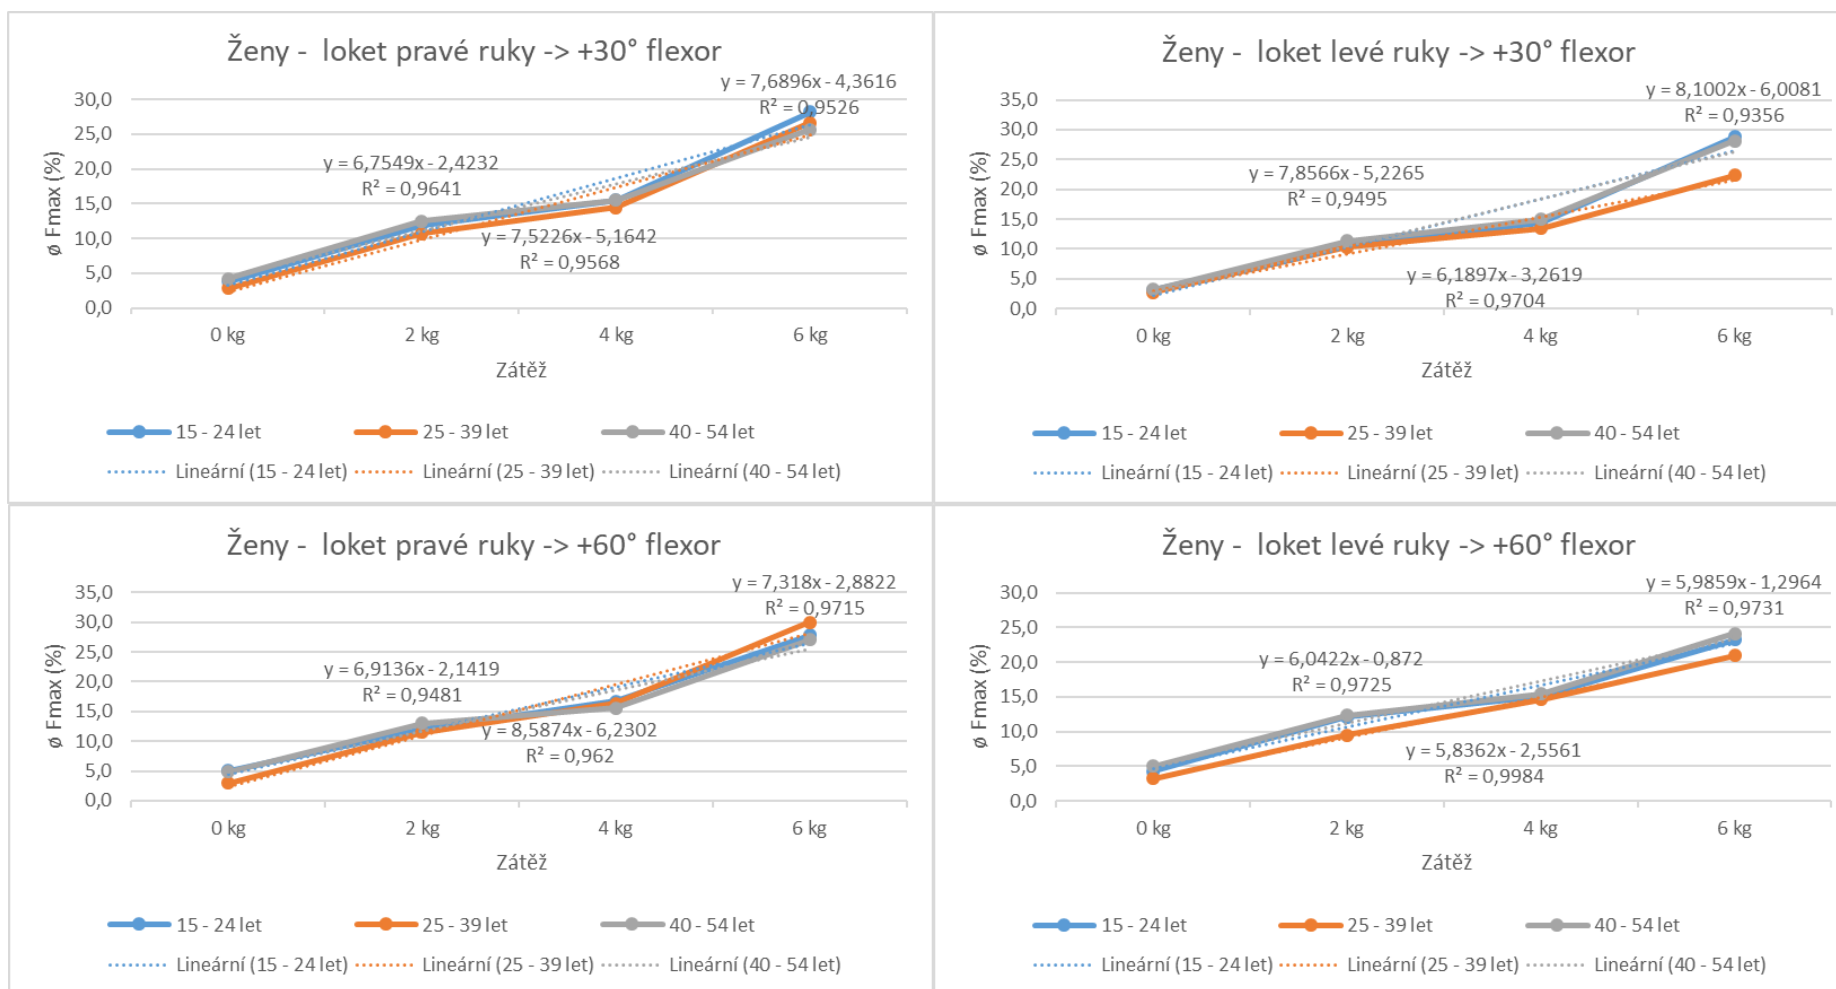 Ženy - loket pravé ruky -> +30° flexor
y = 7,6896x - 4,3616
R² = 0,9526
y = 6,7549x - 2,4232
R² = 0,9641
y = 7,5226x - 5,1642
R² = 0,9568
ø Fmax (%)
30,0
25,0
20,0
15,0
10,0
5,0
0,0
0 kg 2 kg 4 kg 6 kg
Zátěž
15 - 24 let 25 - 39 let 40 - 54 let
Lineární (15 - 24 let) Lineární (25 - 39 let) Lineární (40 - 54 let)
Ženy - loket levé ruky -> +30° flexor
y = 8,1002x - 6,0081
R² = 0,9356
y = 7,8566x - 5,2265
R² = 0,9495
y = 6,1897x - 3,2619
R² = 0,9704
ø Fmax (%)
35,0
30,0
25,0
20,0
15,0
10,0
5,0
0,0
0 kg 2 kg 4 kg 6 kg
Zátěž
15 - 24 let 25 - 39 let 40 - 54 let
Lineární (15 - 24 let) Lineární (25 - 39 let) Lineární (40 - 54 let)
Ženy - loket pravé ruky -> +60° flexor
y = 7,318x - 2,8822
R² = 0,9715
y = 6,9136x - 2,1419
R² = 0,9481
y = 8,5874x - 6,2302
R² = 0,962
ø Fmax (%)
35,0
30,0
25,0
20,0
15,0
10,0
5,0
0,0
0 kg 2 kg 4 kg 6 kg
Zátěž
15 - 24 let 25 - 39 let 40 - 54 let
Lineární (15 - 24 let) Lineární (25 - 39 let) Lineární (40 - 54 let)
Ženy - loket levé ruky -> +60° flexor
y = 5,9859x - 1,2964
R² = 0,9731
y = 6,0422x - 0,872
R² = 0,9725
y = 5,8362x - 2,5561
R² = 0,9984
ø Fmax (%)
30,0
25,0
20,0
15,0
10,0
5,0
0,0
0 kg 2 kg 4 kg 6 kg
Zátěž
15 - 24 let 25 - 39 let 40 - 54 let
Lineární (15 - 24 let) Lineární (25 - 39 let) Lineární (40 - 54 let)